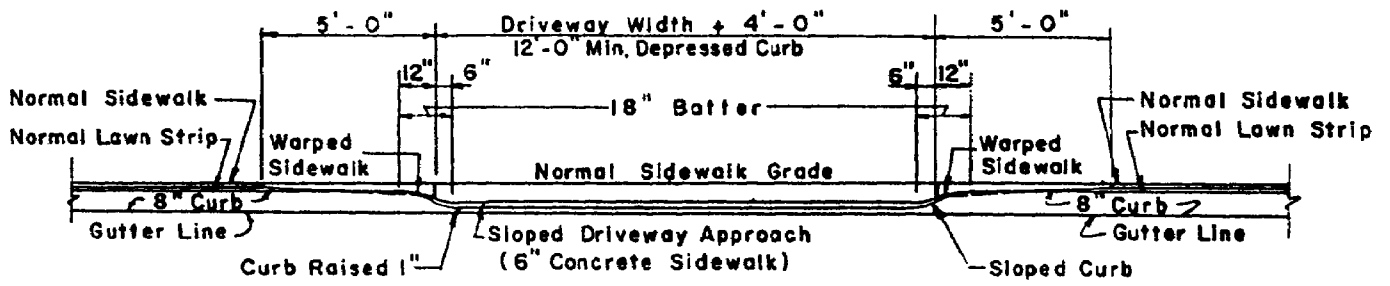 5'-0"
Driveway Width + 4'-0"
5'-0"
12'-0" Min. Depressed Curb
12"
6"
6"
12"
Normal Sidewalk
18" Batter
Normal Sidewalk
Normal Lawn Strip
Normal Lawn Strip
Warped
Sidewalk
Warped
Sidewalk
Normal Sidewalk Grade
8" Curb
8" Curb
Gutter Line
Gutter Line
Sloped Driveway Approach
(6" Concrete Sidewalk)
Curb Raised 1"
Sloped Curb